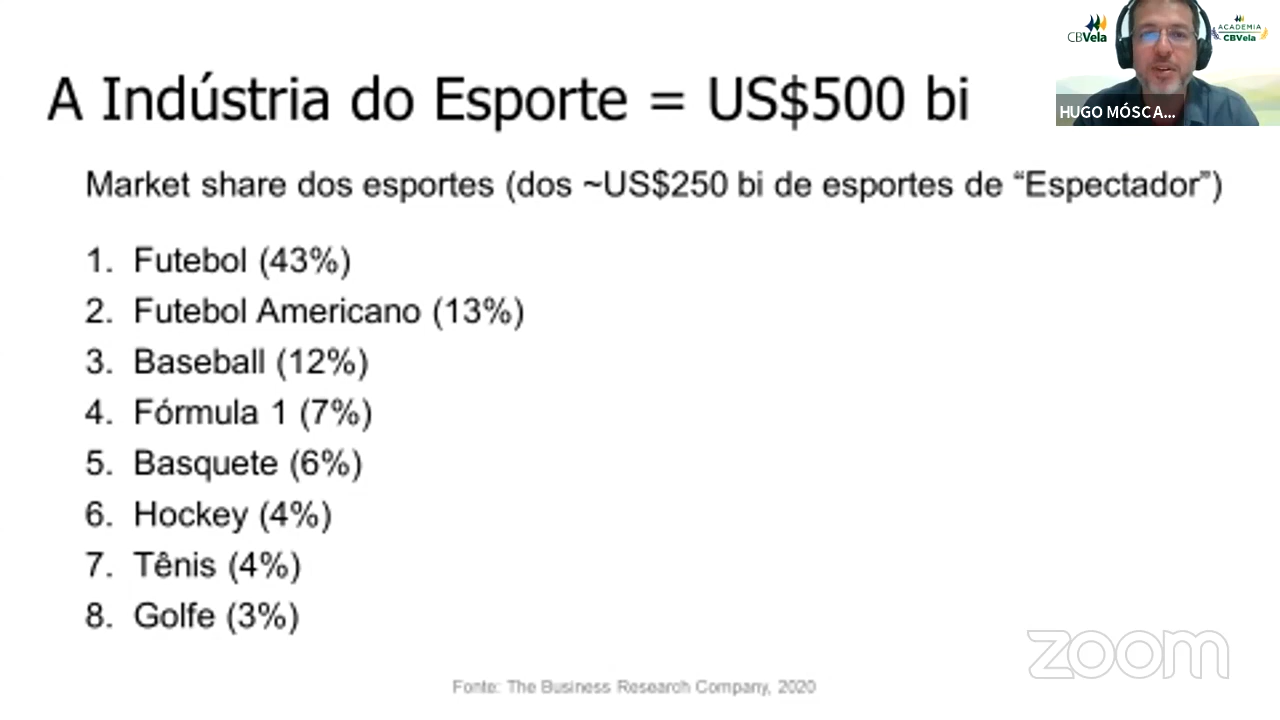 CBVela
ACADEMIA
CBVela
HUGO MÓSC A...
A Indústria do Esporte = US$500 bi
Market share dos esportes (dos ~US$250 bi de esportes de “Espectador”)
1. Futebol (43%)
2. Futebol Americano (13%)
3. Baseball (12%)
4. Fórmula 1 (7%)
5. Basquete (6%)
6. Hockey (4%)
7. Tênis (4%)
8. Golfe (3%)
zoom
Fonte: The Business Research Company, 2020